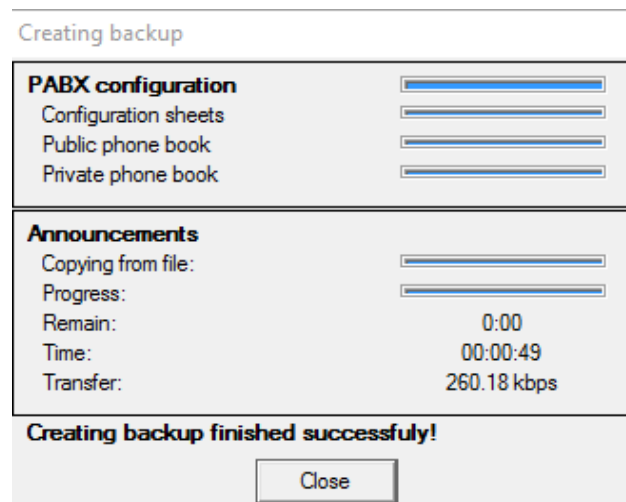 Creating backup
PABX configuration
Configuration sheets
Public phone book
Private phone book
Announcements
Copying from file:
Progress:
Remain: 0:00
Time: 00:00:49
Transfer: 260.18 kbps
Creating backup finished successfuly!
Close